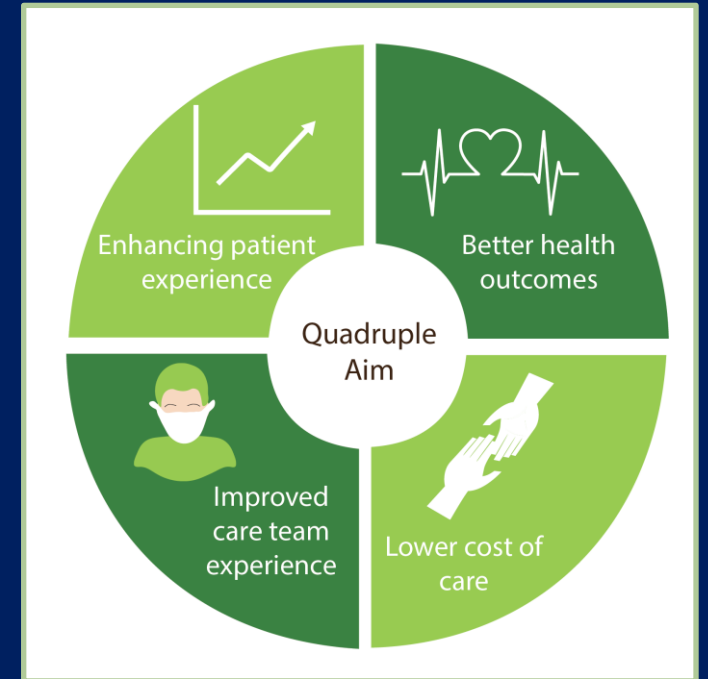 Enhancing patient
experience
Better health
outcomes
Quadruple
Aim
Improved
care team
experience
Lower cost of
care